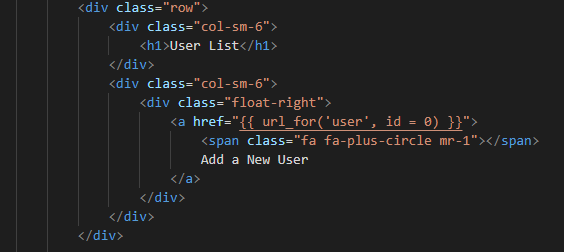 <div class="row">
<div class="col-sm-6">
<h1>User List</h1>
</div>
<div class="col-sm-6">
<div class="float-right">
<a href="{{ url_for('user', id = 0) }}">
<span class="fa fa-plus-circle mr-1"></span>
Add a New User
</a>
</div>
</div>
</div>